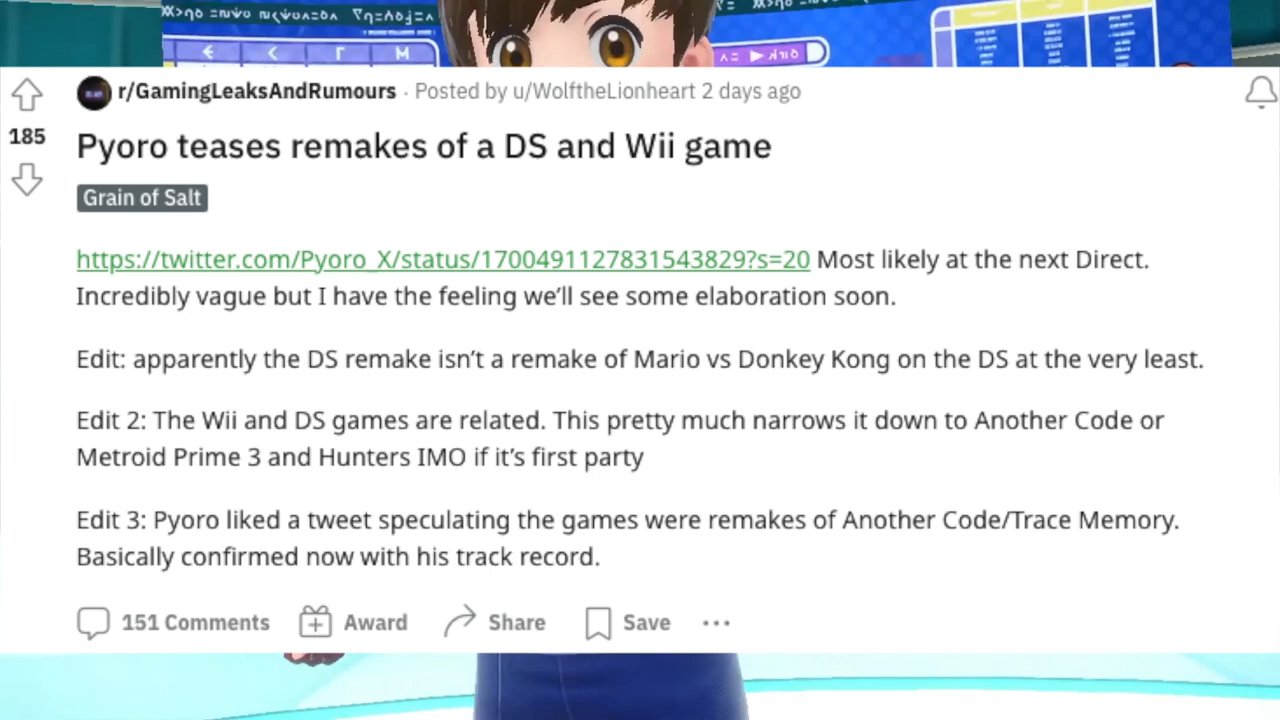 r/GamingLeaksAndRumours · Posted by u/WolftheLionheart 2 days ago
185
Pyoro teases remakes of a DS and Wii game
Grain of Salt
https://twitter.com/Pyoro_X/status/1700491127831543829?s=20 Most likely at the next Direct.
Incredibly vague but I have the feeling we’ll see some elaboration soon.
Edit: apparently the DS remake isn’t a remake of Mario vs Donkey Kong on the DS at the very least.
Edit 2: The Wii and DS games are related. This pretty much narrows it down to Another Code or
Metroid Prime 3 and Hunters IMO if it’s first party
Edit 3: Pyoro liked a tweet speculating the games were remakes of Another Code/Trace Memory.
Basically confirmed now with his track record.
151 Comments Award Share Save ...